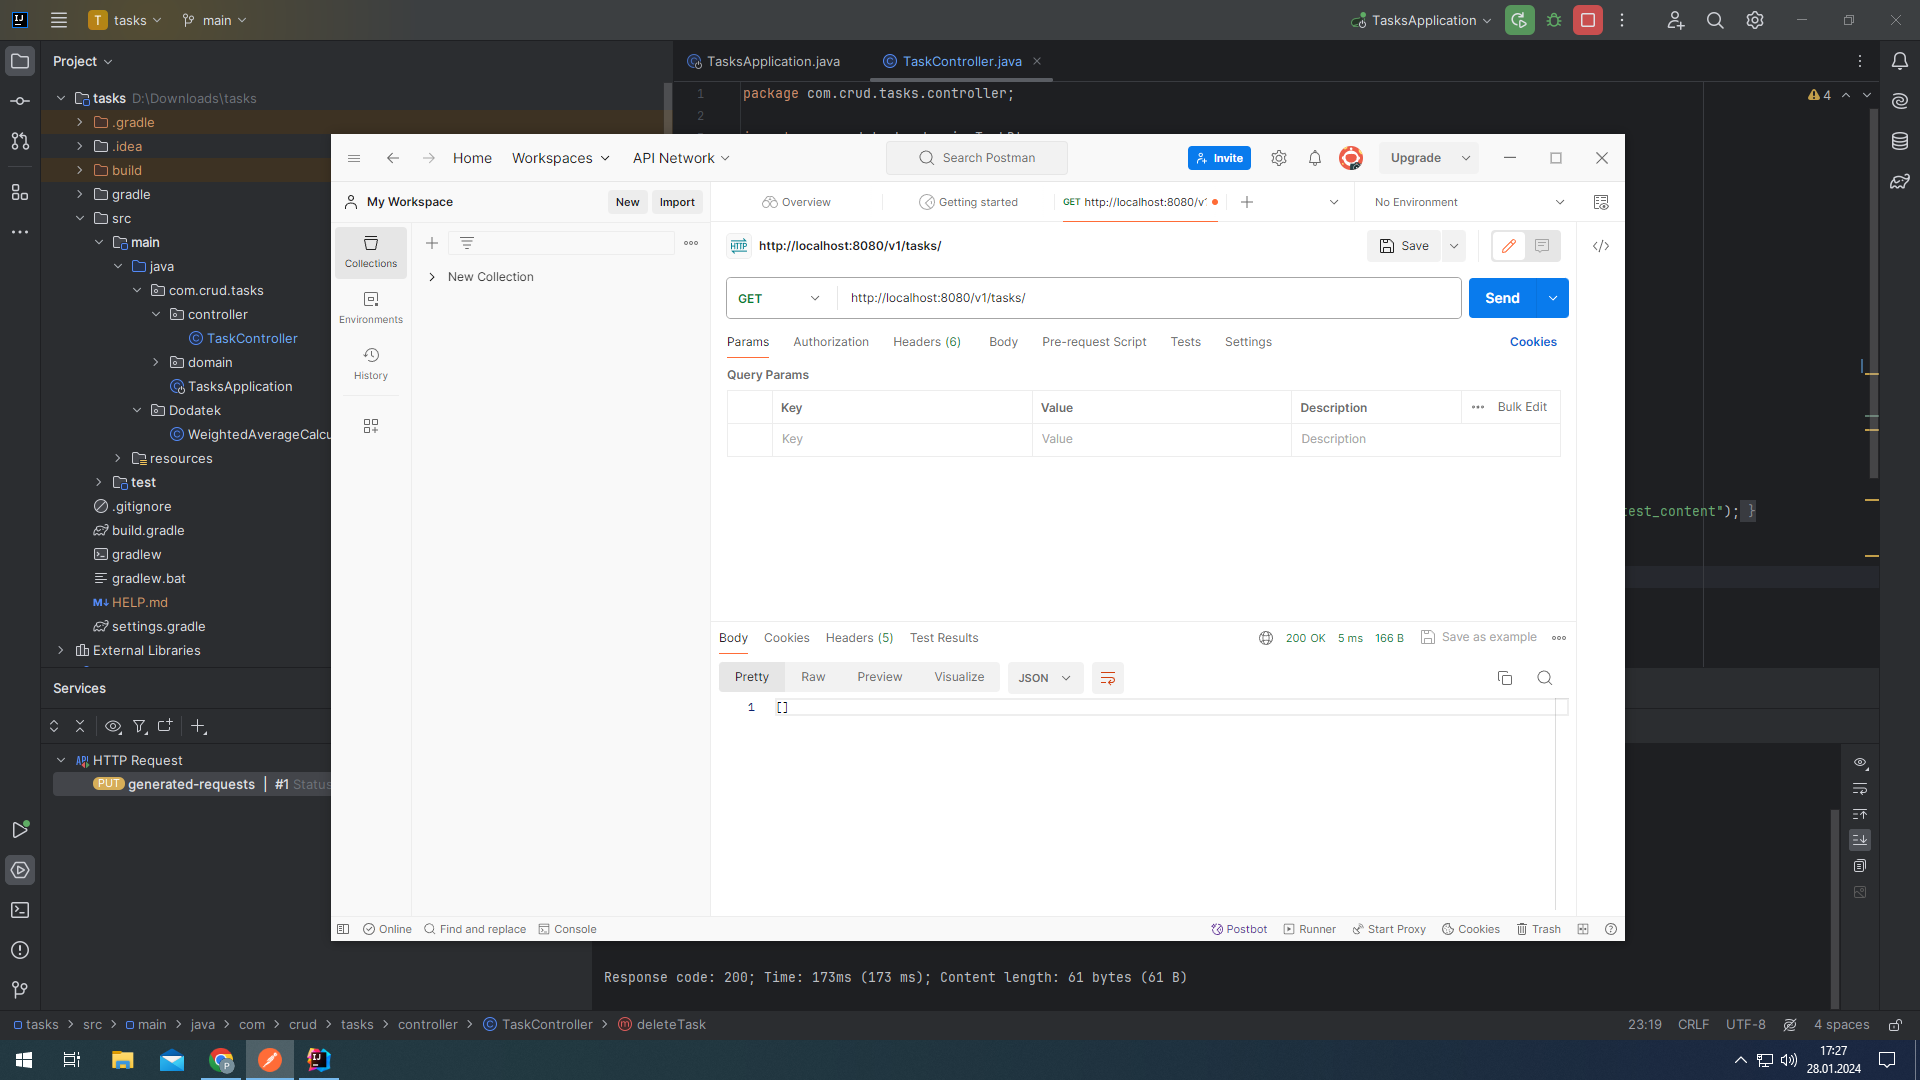 T tasks main TasksApplication
Project
TasksApplication.java TaskController.java
tasks D:\Downloads\tasks
1 package com.crud.tasks.controller;
4
2
.gradle
.idea
build
gradle
src
main
java
com.crud.tasks
controller
TaskController
domain
TasksApplication
Dodatek
WeightedAverageCalcu
resources
test
.gitignore
build.gradle
gradlew
gradlew.bat
M↓ HELP.md
settings.gradle
External Libraries
Services
API HTTP Request
PUT generated-requests | #1 Status
Home Workspaces API Network Search Postman Invite Upgrade
My Workspace New Import
Overview Getting started GET http://localhost:8080/v1 No Environment
Collections
Environments
History
New Collection
HTTP http://localhost:8080/v1/tasks/ Save
GET http://localhost:8080/v1/tasks/ Send
Params Authorization Headers (6) Body Pre-request Script Tests Settings Cookies
Query Params
Key Value Description Bulk Edit
Key Value Description
test_content"); }
Body Cookies Headers (5) Test Results 200 OK 5 ms 166 B Save as example
Pretty Raw Preview Visualize JSON
1 []
Online Find and replace Console Postbot Runner Start Proxy Cookies Trash
Response code: 200; Time: 173ms (173 ms); Content length: 61 bytes (61 B)
tasks > src > main > java > com > crud > tasks > controller > TaskController > deleteTask 23:19 CRLF UTF-8 4 spaces
17:27
28.01.2024